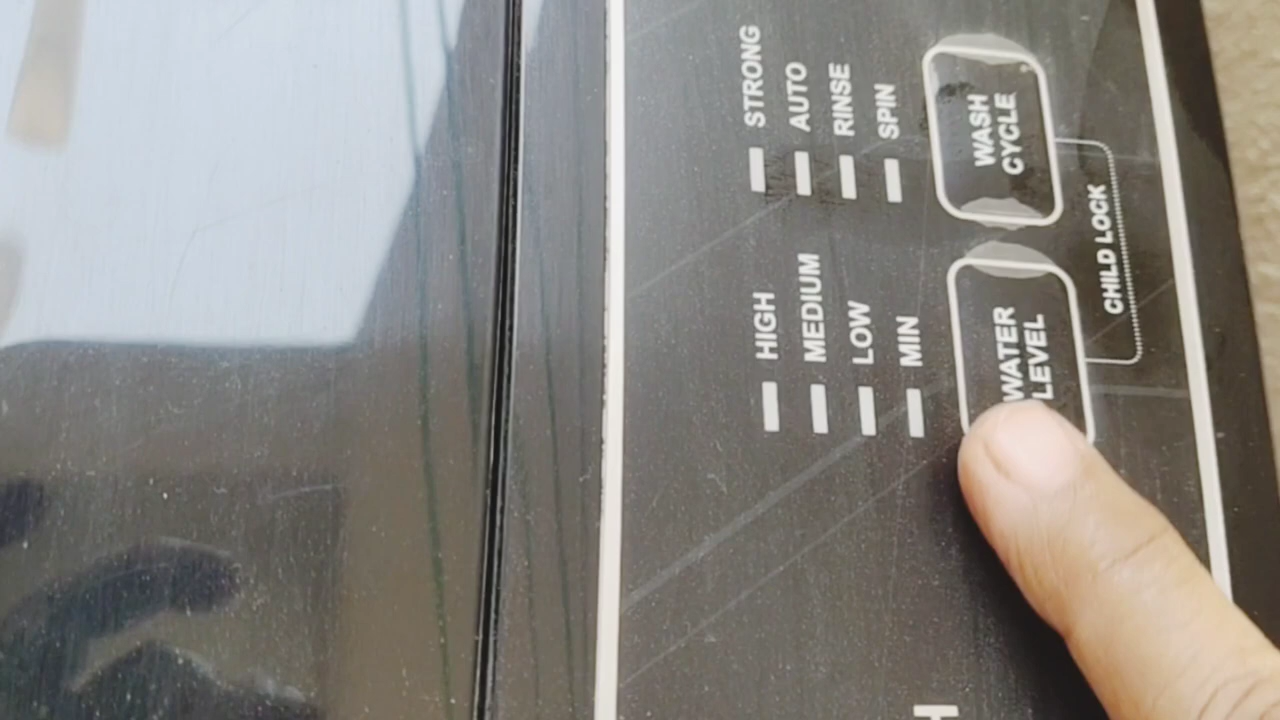 STRONG
AUTO
RINSE
SPIN
WASH
CYCLE
HIGH
MEDIUM
LOW
MIN
WATER
LEVEL
CHILD LOCK